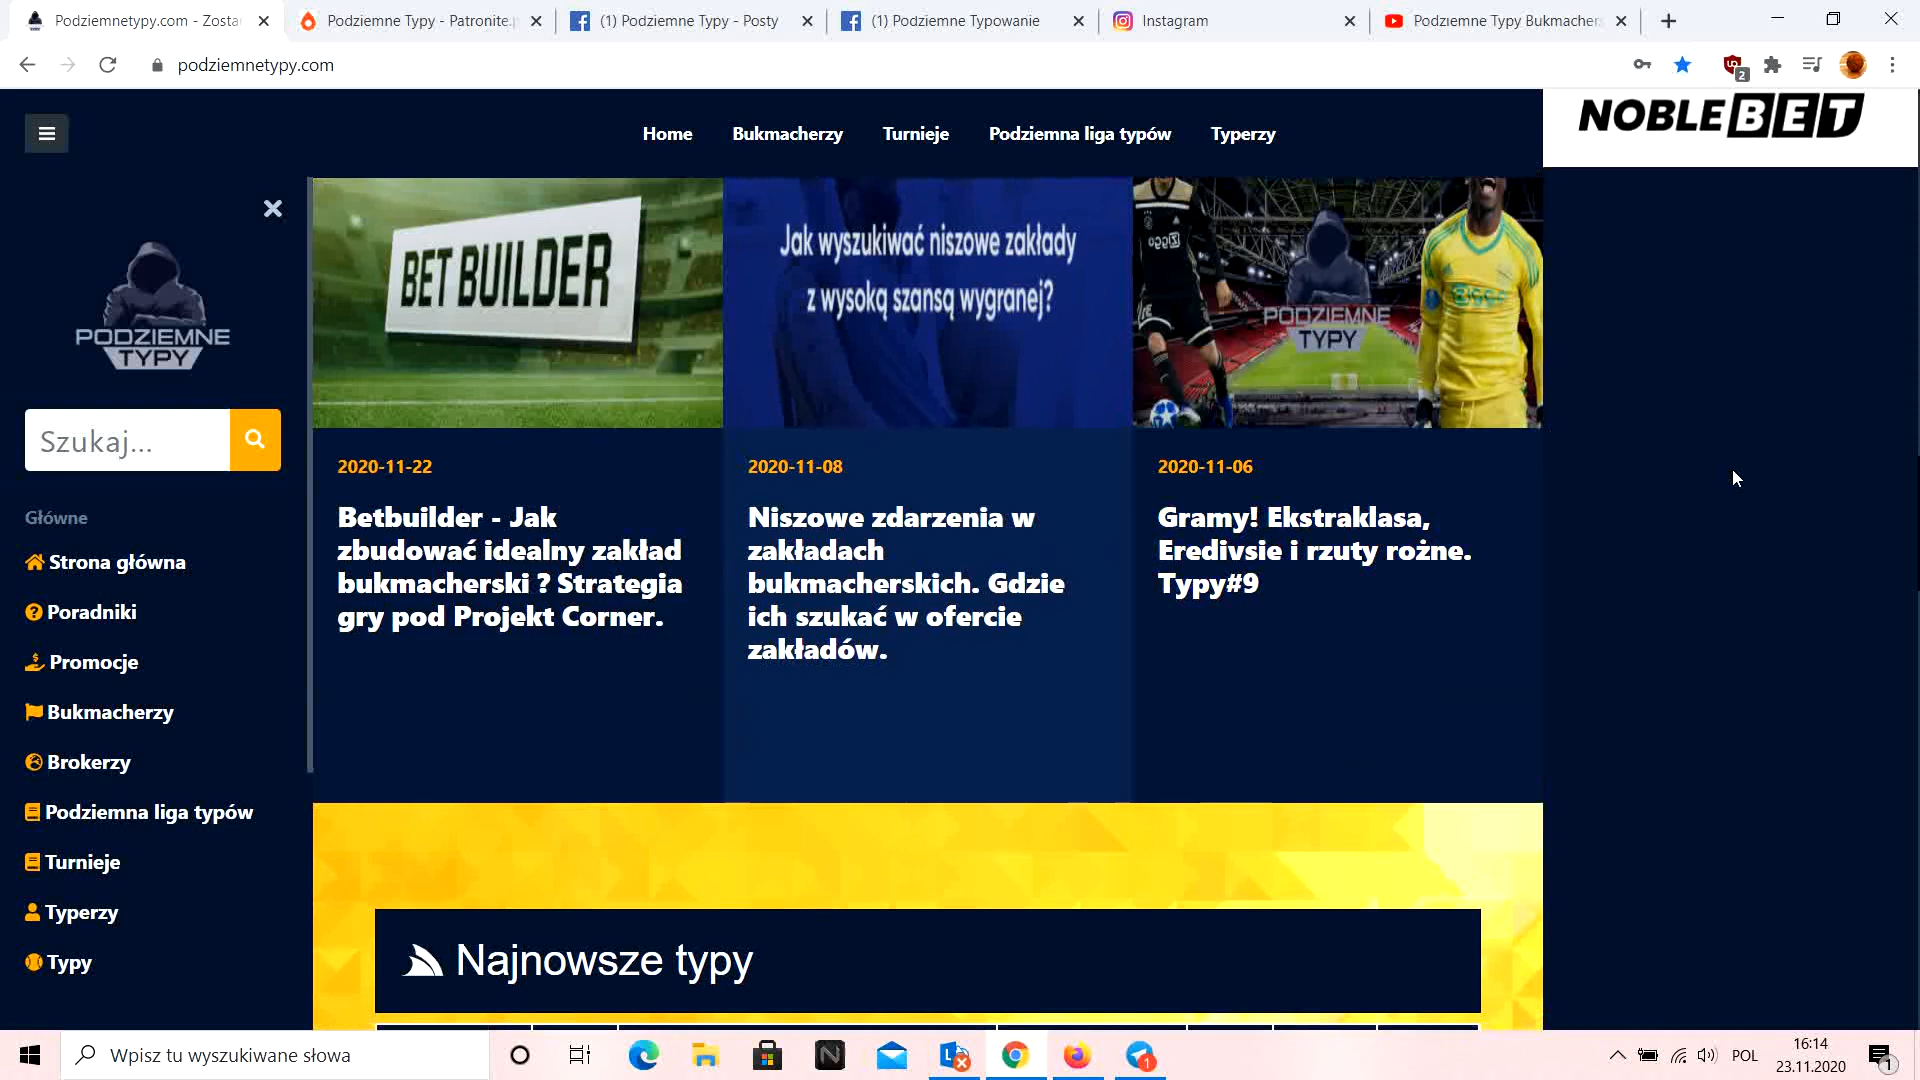 Podziemnetypy.com - Zosta
Podziemne Typy - Patronite.p
(1) Podziemne Typy - Posty
(1) Podziemne Typowanie
Instagram
Podziemne Typy Bukmacher
podziemnetypy.com
2
Home
Bukmacherzy
Turnieje
Podziemna liga typów
Typerzy
NOBLEBET
PODZIEMNE
TYPY
Szukaj...
Główne
Strona główna
Poradniki
Promocje
Bukmacherzy
Brokerzy
Podziemna liga typów
Turnieje
Typerzy
Typy
BET BUILDER
2020-11-22
Betbuilder - Jak
zbudować idealny zakład
bukmacherski ? Strategia
gry pod Projekt Corner.
Jak wyszukiwać niszowe zakłady
z wysoką szansą wygranej?
2020-11-08
Niszowe zdarzenia w
zakładach
bukmacherskich. Gdzie
ich szukać w ofercie
zakładów.
PODZIEMNE
TYPY
2020-11-06
Gramy! Ekstraklasa,
Eredivsie i rzuty rożne.
Typy#9
Najnowsze typy
Wpisz tu wyszukiwane słowa
1
POL
16:14
23.11.2020
1